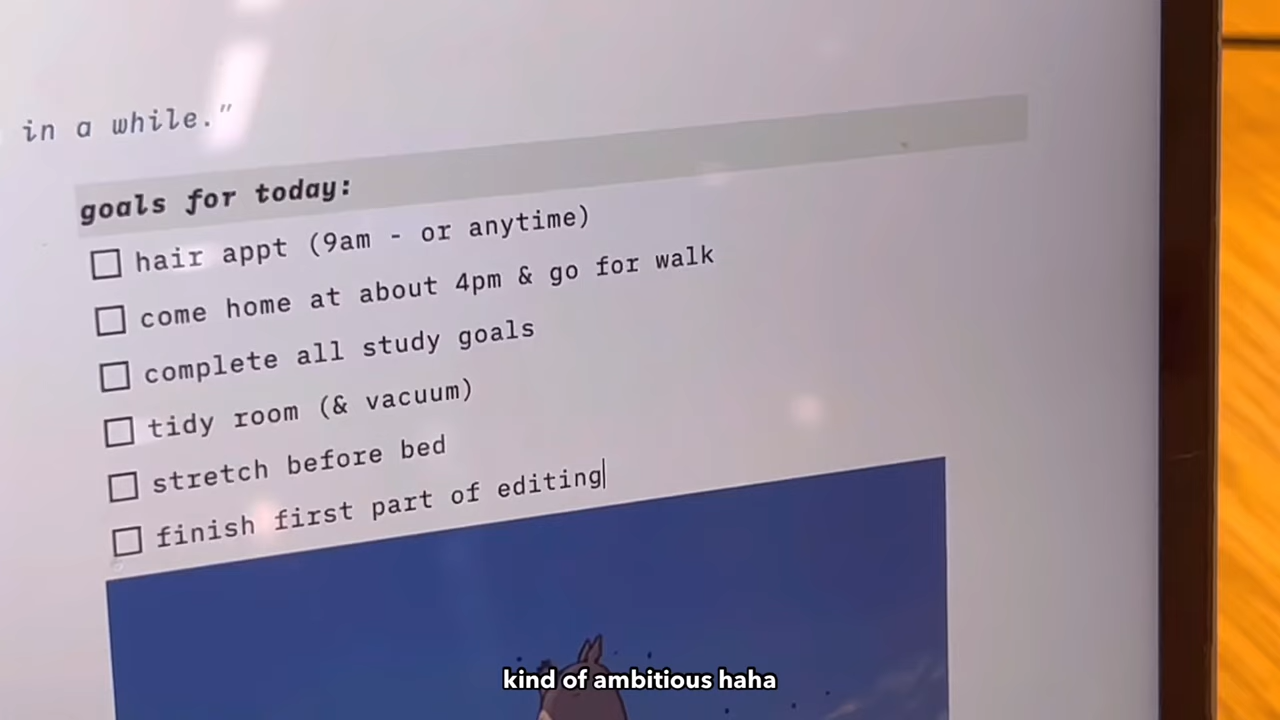 in a while."
goals for today:
hair appt (9am - or anytime)
come home at about 4pm & go for walk
complete all study goals
tidy room (& vacuum)
stretch before bed
finish first part of editing
kind of ambitious haha